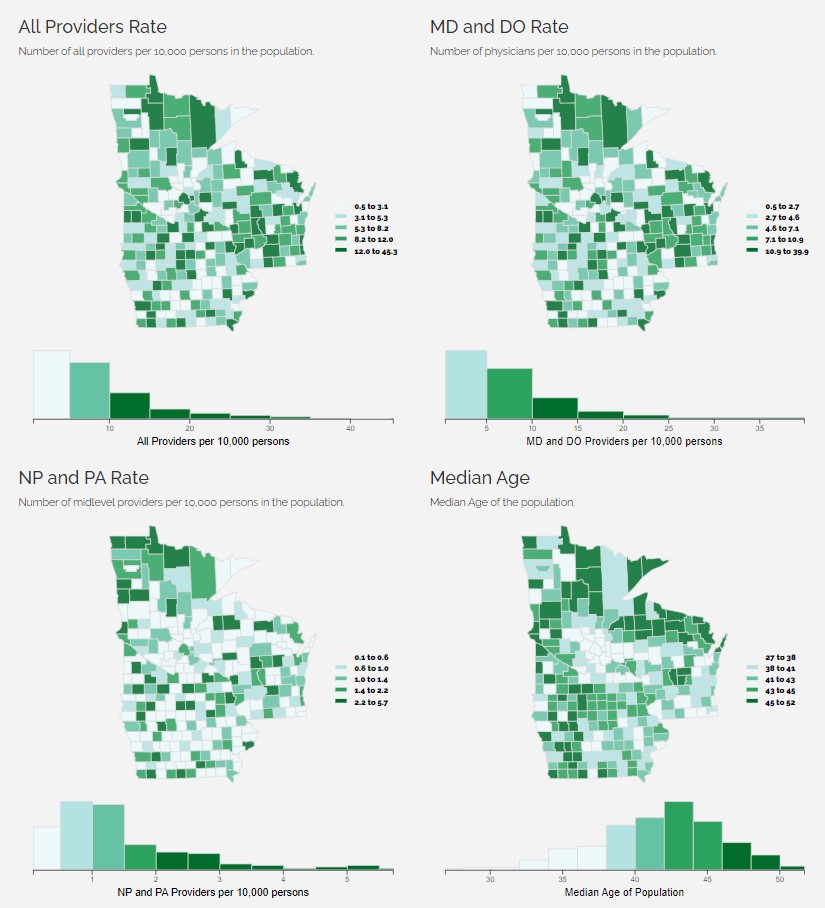 All Providers Rate
Number of all providers per 10,000 persons in the population.
0.5 to 3.1
3.1 to 5.3
5.3 to 8.2
8.2 to 12.0
12.0 to 45.3
10
20
30
40
All Providers per 10,000 persons
MD and DO Rate
Number of physicians per 10,000 persons in the population.
0.5 to 2.7
2.7 to 4.6
4.6 to 7.1
7.1 to 10.9
10.9 to 39.9
5
10
15
20
25
30
35
MD and DO Providers per 10,000 persons
NP and PA Rate
Number of midlevel providers per 10,000 persons in the population.
0.1 to 0.6
0.6 to 1.0
1.0 to 1.4
1.4 to 2.2
2.2 to 5.7
1
2
3
4
5
NP and PA Providers per 10,000 persons
Median Age
Median Age of the population.
27 to 38
38 to 41
41 to 43
43 to 45
45 to 52
30
35
40
45
50
Median Age of Population